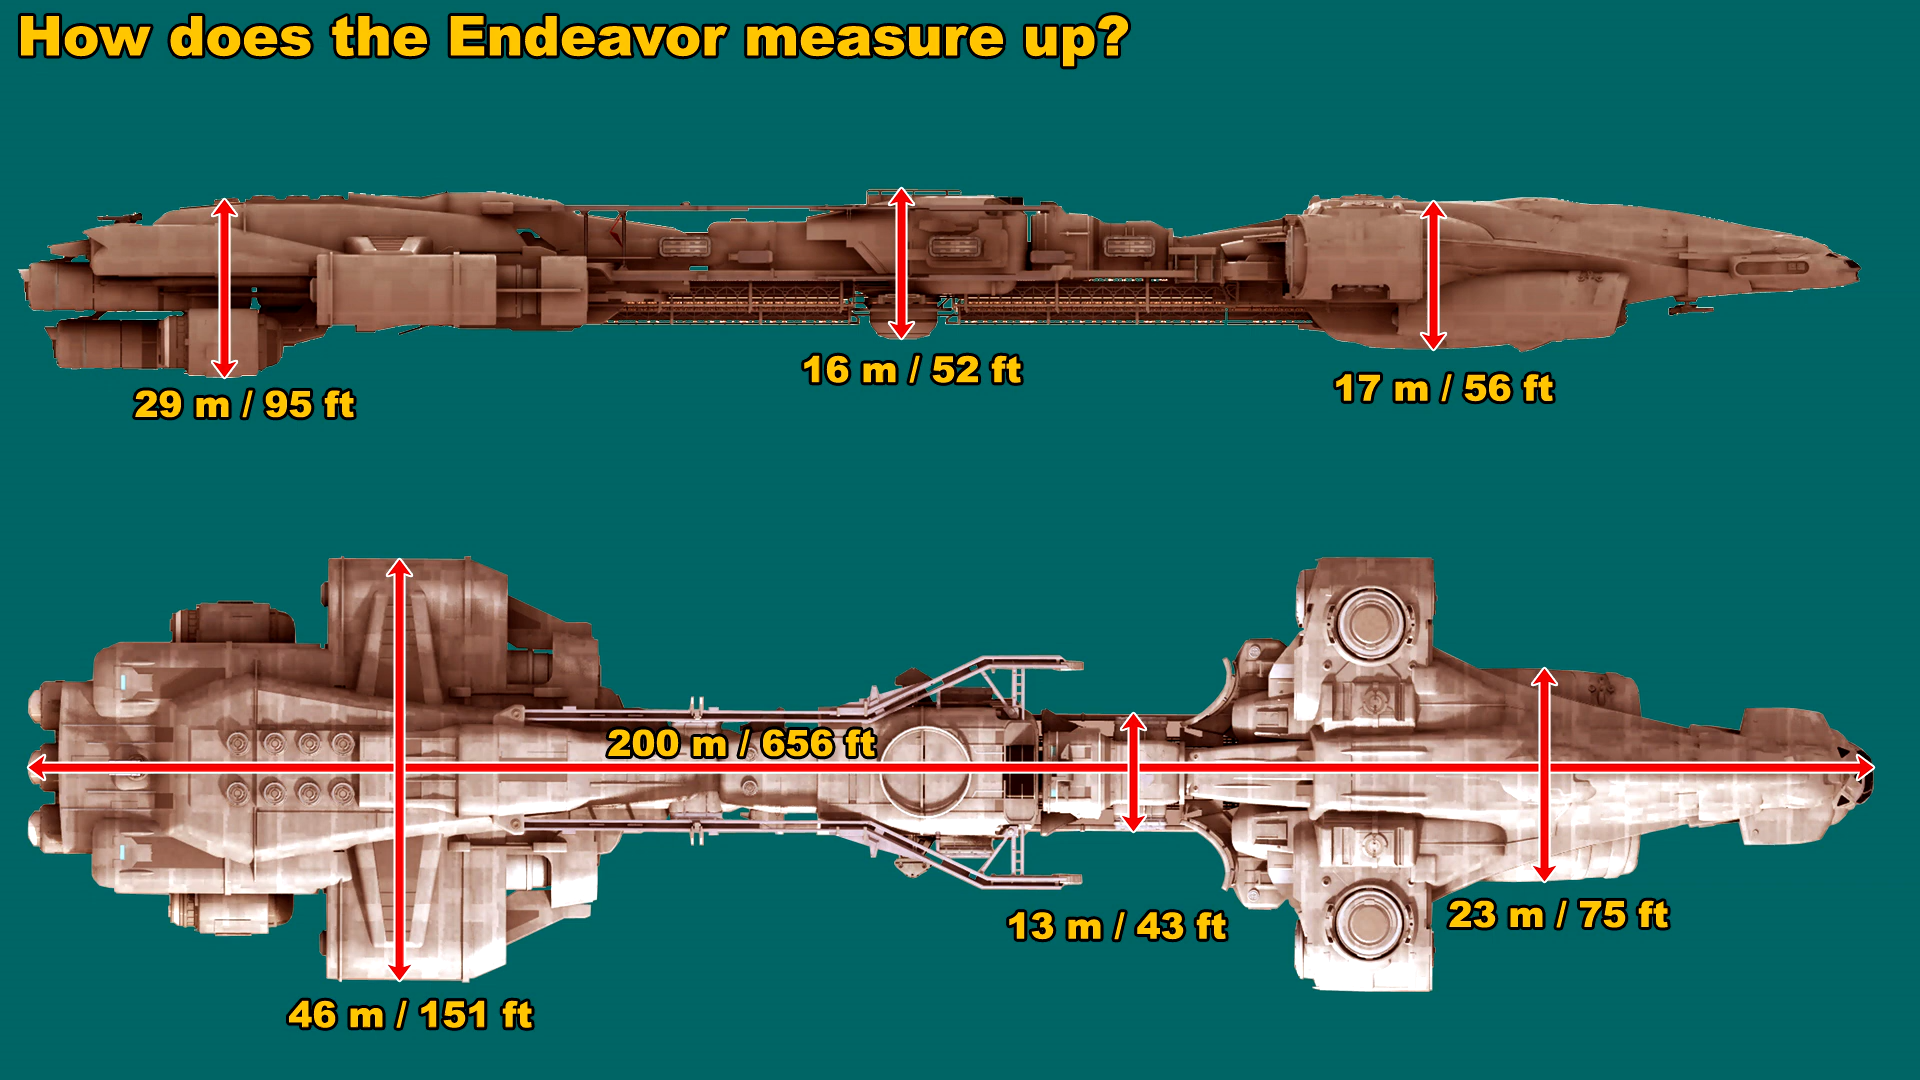 How does the Endeavor measure up?
16 m / 52 ft
17 m / 56 ft
29 m / 95 ft
200 m / 656 ft
13 m / 43 ft
23 m / 75 ft
46 m / 151 ft